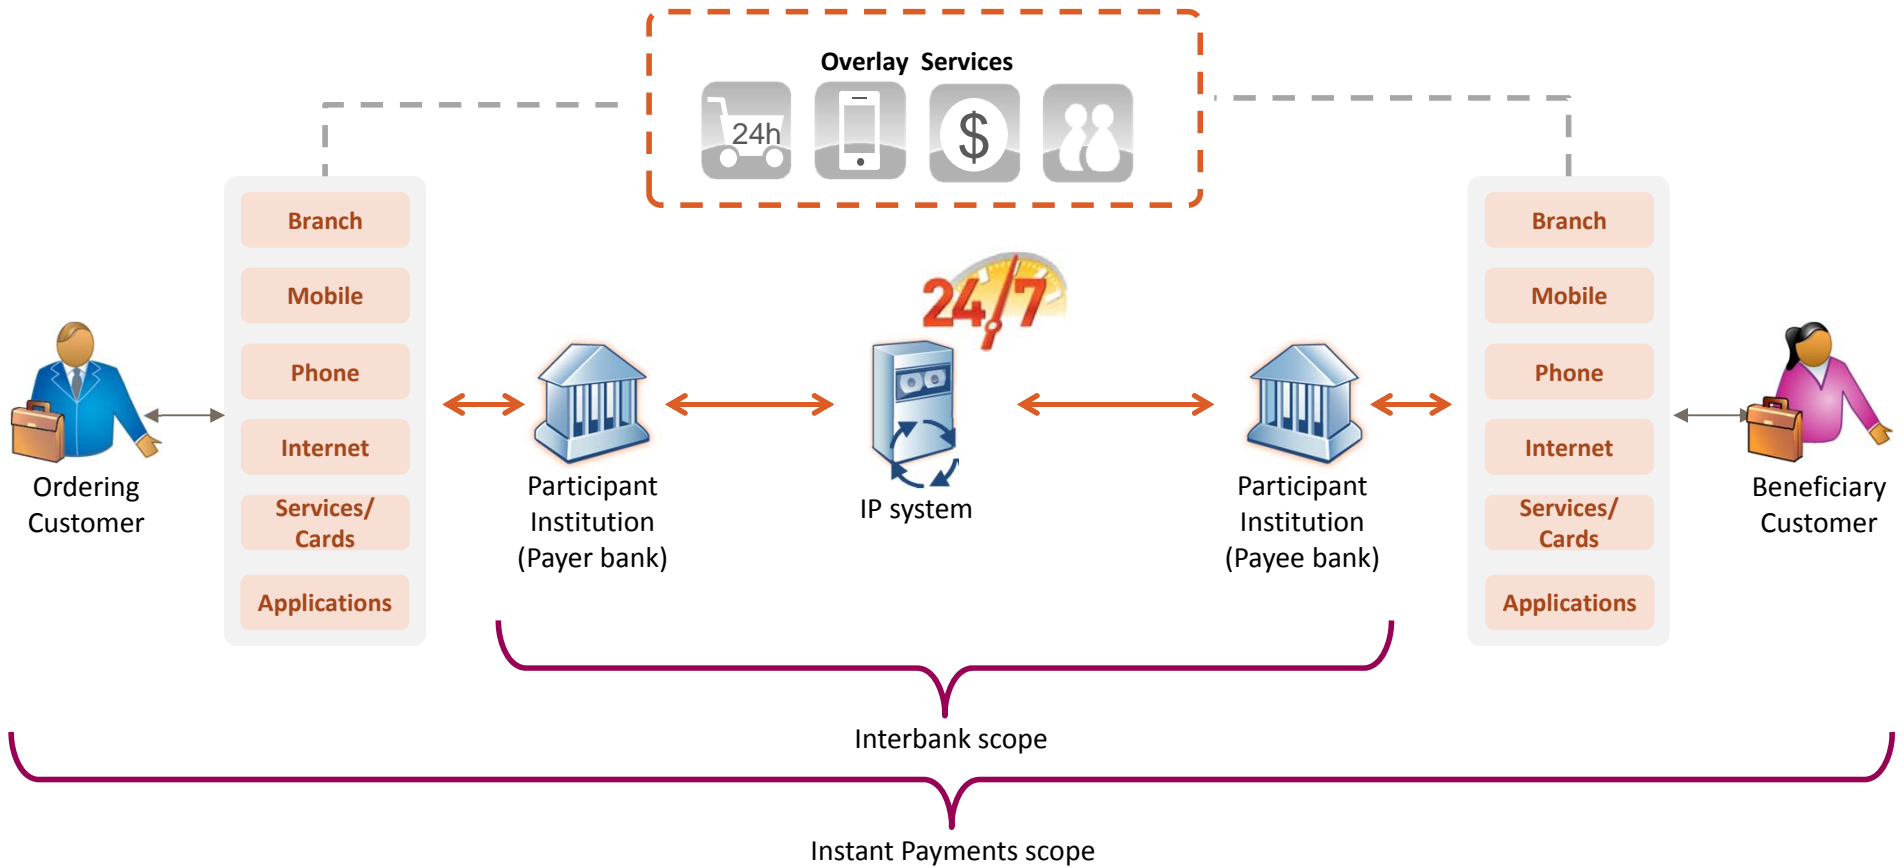 Overlay Services
24h
$
Branch
Mobile
Phone
Internet
Services/
Cards
Applications
24/7
Branch
Mobile
Phone
Internet
Services/
Cards
Applications
Ordering
Customer
Participant
Institution
(Payer bank)
IP system
Participant
Institution
(Payee bank)
Beneficiary
Customer
Interbank scope
Instant Payments scope